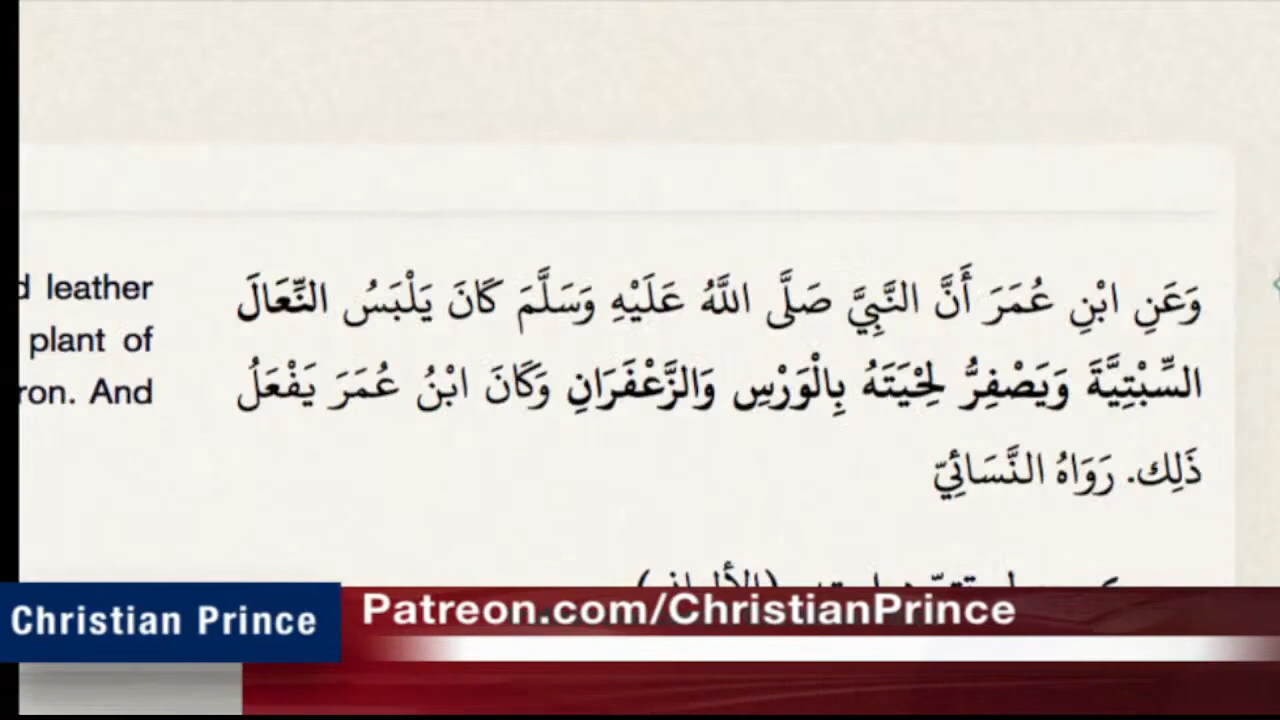 d leather
plant of
ron. And
وَعَنِ ابْنِ عُمَرَ أَنَّ النَّبِيَّ صَلَّى اللَّهُ عَلَيْهِ وَسَلَّمَ كَانَ يَلْبَسُ النِّعَالَ
السِّبْتِيَّةَ وَيَصْفِرُّ لِحْيَتَهُ بِالْوَرْسِ وَالزَّعْفَرَانِ وَكَانَ ابْنُ عُمَرَ يَفْعَلُ
ذَلِك. رَوَاهُ النَّسَائِيّ
Christian Prince
Patreon.com/ChristianPrince